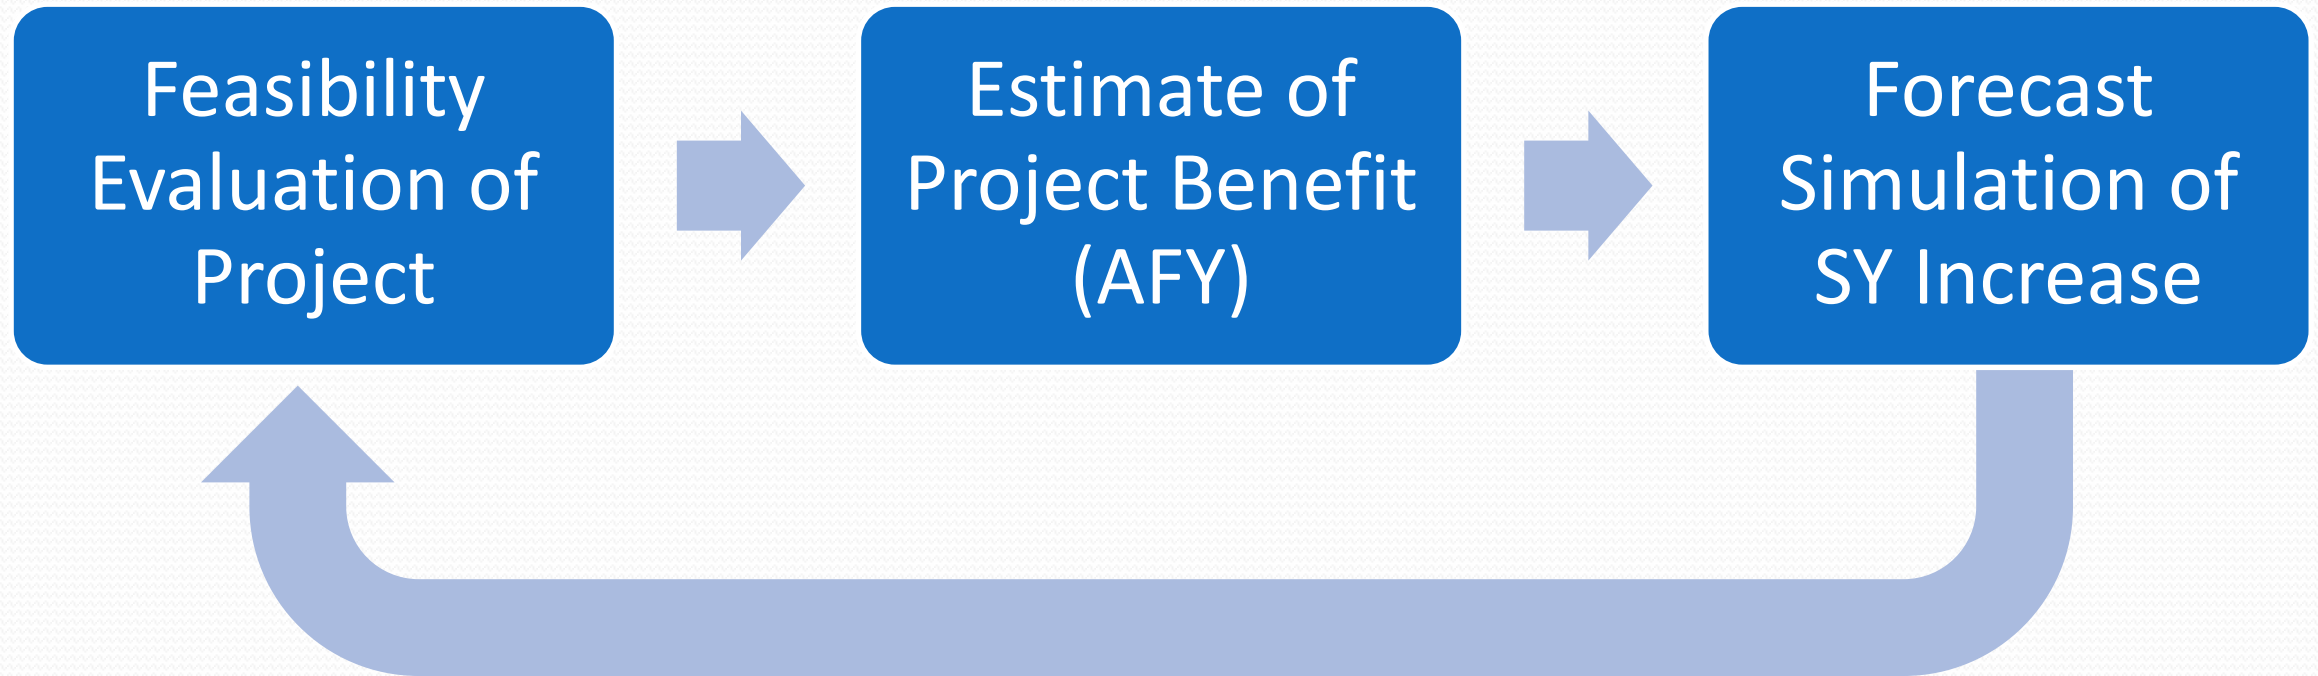 Feasibility
Evaluation of
Project
Estimate of
Project Benefit
(AFY)
Forecast
Simulation of
SY Increase